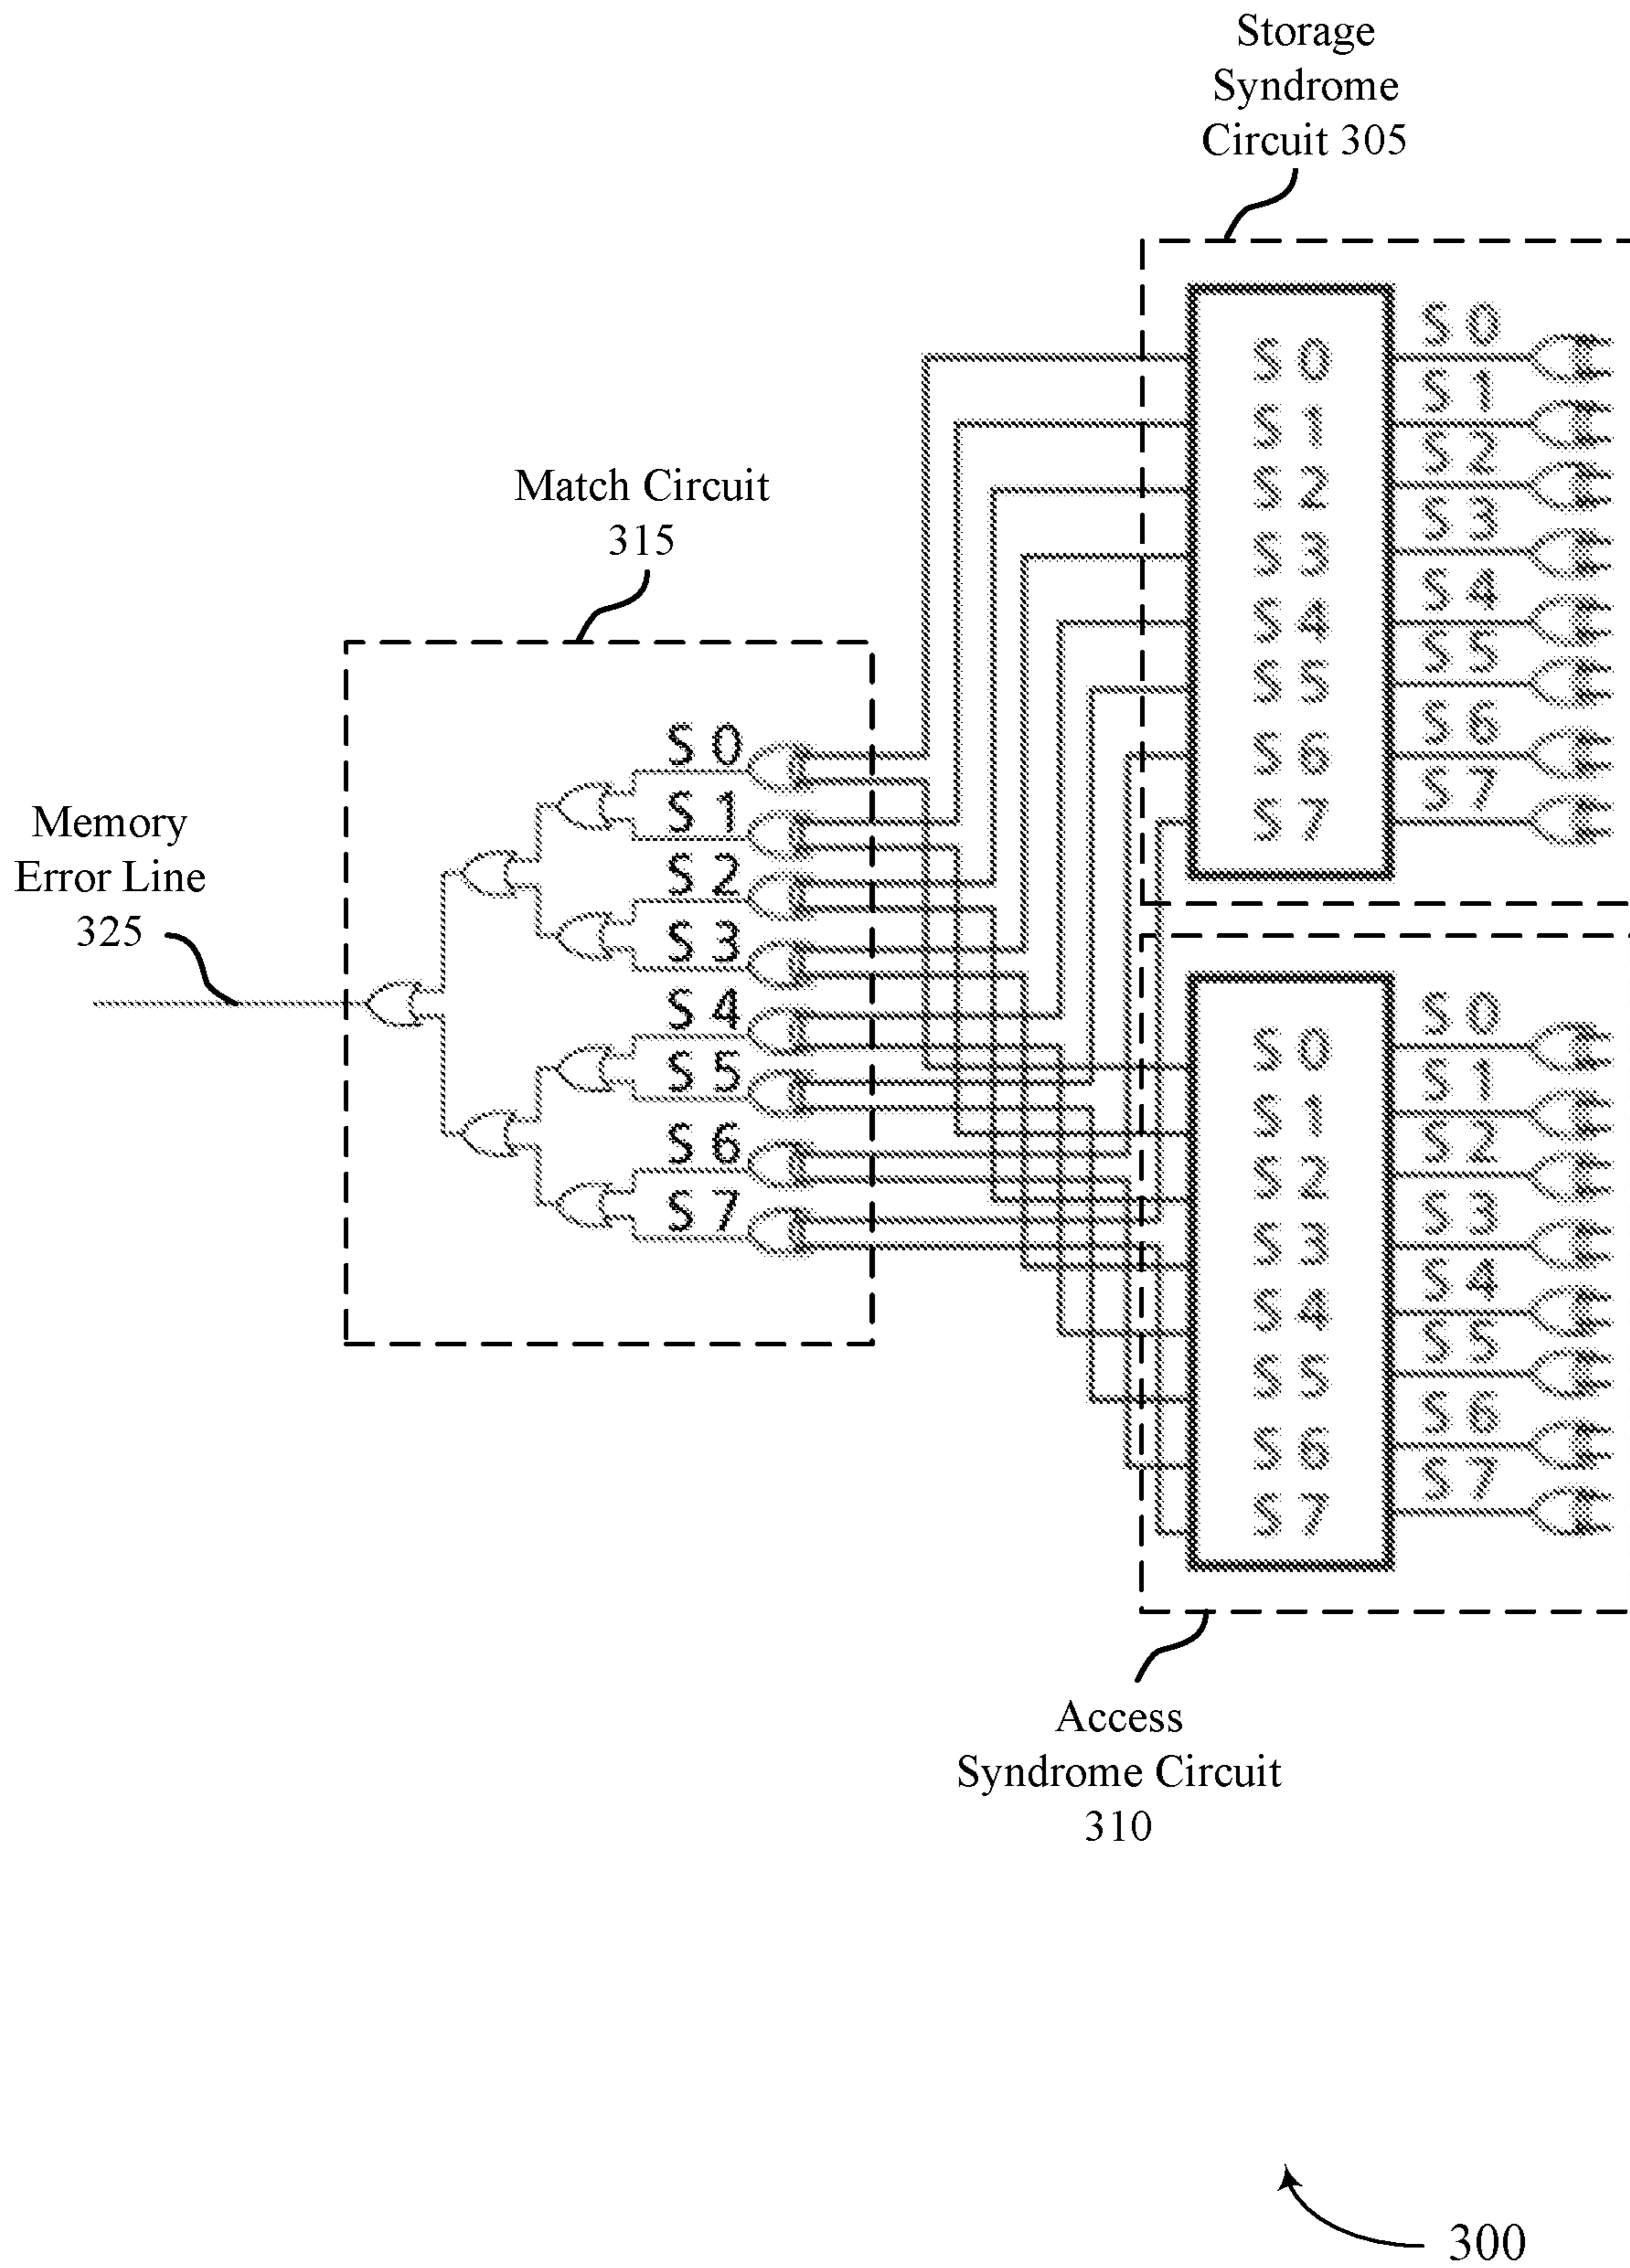 Storage
Syndrome
Circuit 305
S 0
S 1
S 2
S 3
S 4
S 5
S 6
S 7
S 0
S 1
S 2
S 3
S 4
S 5
S 6
S 7
Match Circuit
315
S 0
S 1
S 2
S 3
S 4
S 5
S 6
S 7
Memory
Error Line
325
S 0
S 1
S 2
S 3
S 4
S 5
S 6
S 7
S 0
S 1
S 2
S 3
S 4
S 5
S 6
S 7
Access
Syndrome Circuit
310
300